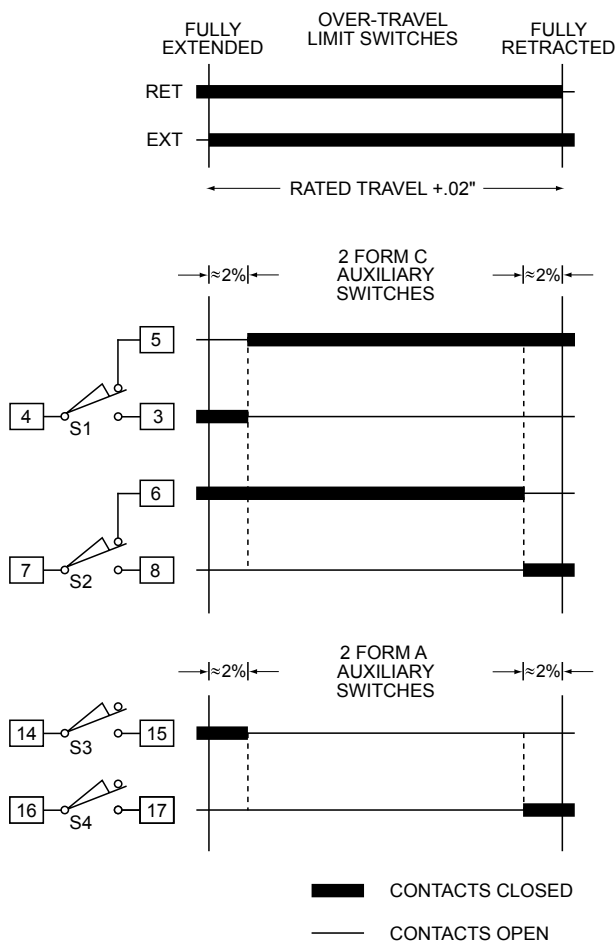 FULLY
EXTENDED
OVER-TRAVEL
LIMIT SWITCHES
FULLY
RETRACTED
RET
EXT
RATED TRAVEL +.02"
≈2%
2 FORM C
AUXILIARY
SWITCHES
≈2%
5
4
S1
3
6
7
S2
8
≈2%
2 FORM A
AUXILIARY
SWITCHES
≈2%
14
S3
15
16
S4
17
CONTACTS CLOSED
CONTACTS OPEN